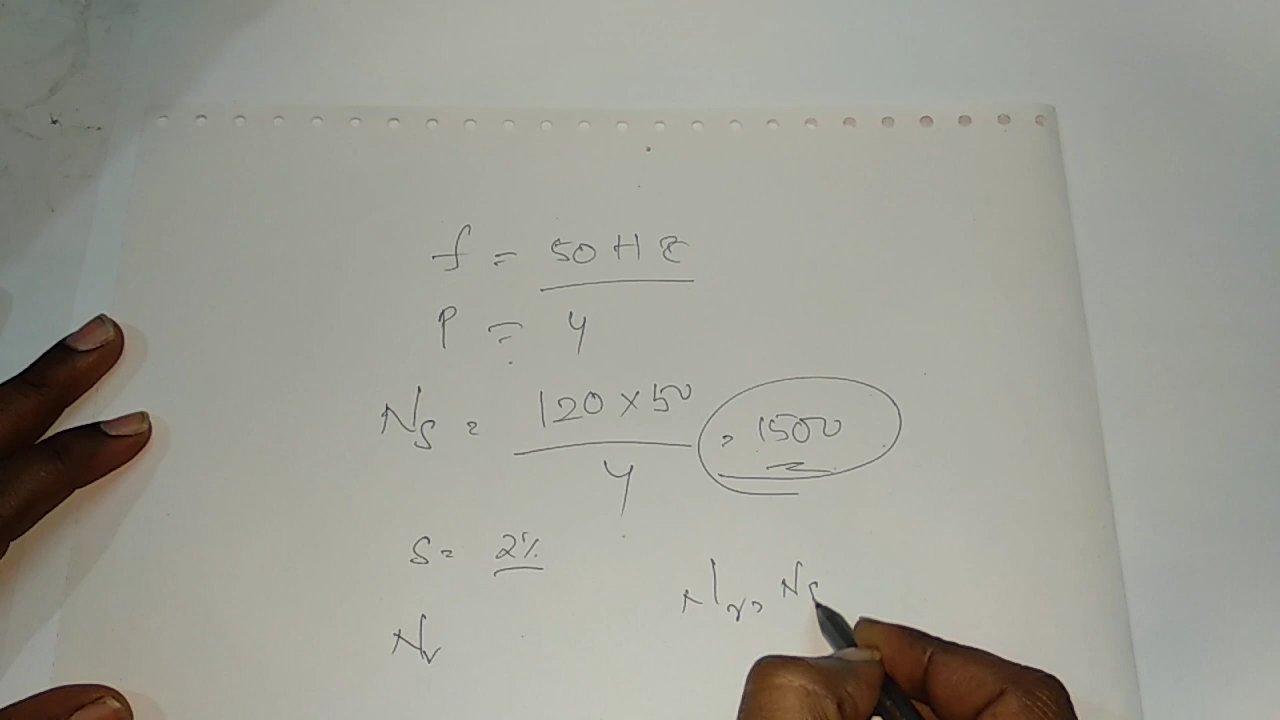 f = 50 Hz
P = 4
Ns = 120 × 50 / 4 = 1500
S = 2%
Nr = Ns
Nr